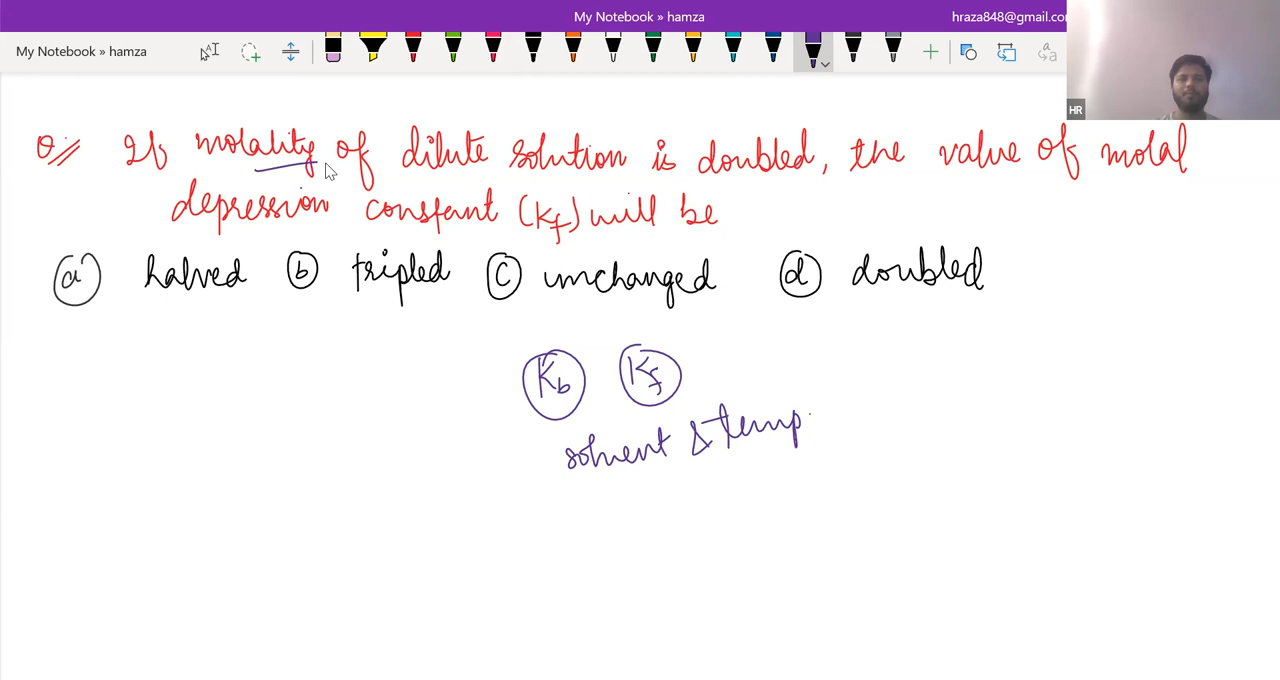 My Notebook » hamza
hraza848@gmail.co
My Notebook » hamza
HR
Q:// If molality of dilute solution is doubled, the value of molal
depression constant (Kf) will be
(a) halved (b) tripled (c) unchanged (d) doubled
Kb Kf
solvent & temp.